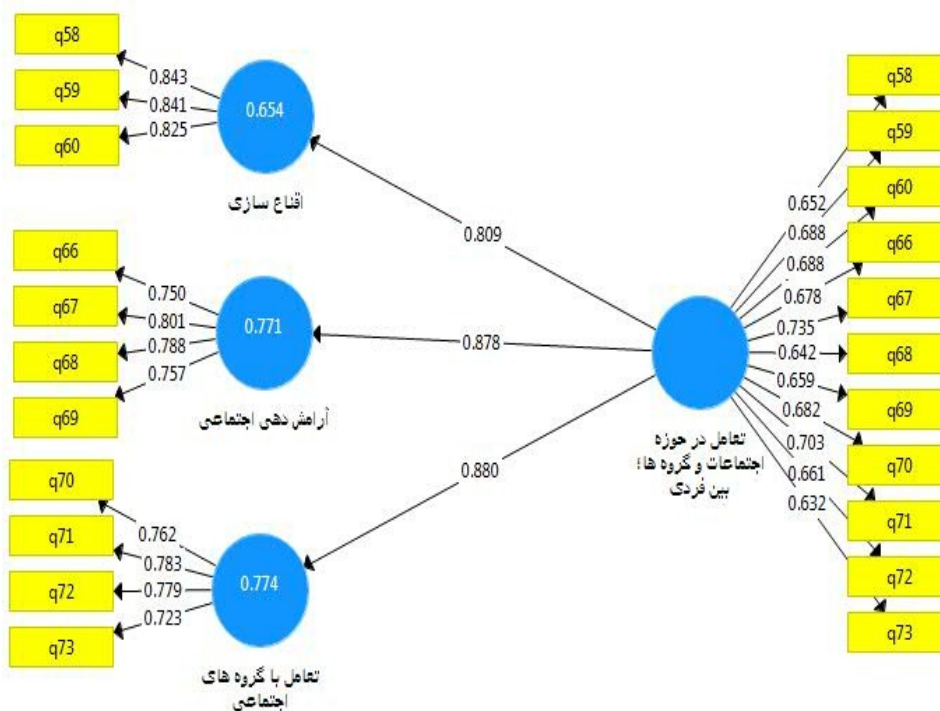 q58
q59
q60
0.843
0.841
0.825
0.654
اقناع سازی
q66
q67
q68
q69
0.750
0.801
0.788
0.757
0.771
آرامش دهی اجتماعی
q70
q71
q72
q73
0.762
0.783
0.779
0.723
0.774
تعامل با گروه های
اجتماعی
0.809
0.878
0.880
تعامل در حوزه
اجتماعات و گروه ها؛
بین فردی
0.652
0.688
0.688
0.678
0.735
0.642
0.659
0.682
0.703
0.661
0.632
q58
q59
q60
q66
q67
q68
q69
q70
q71
q72
q73